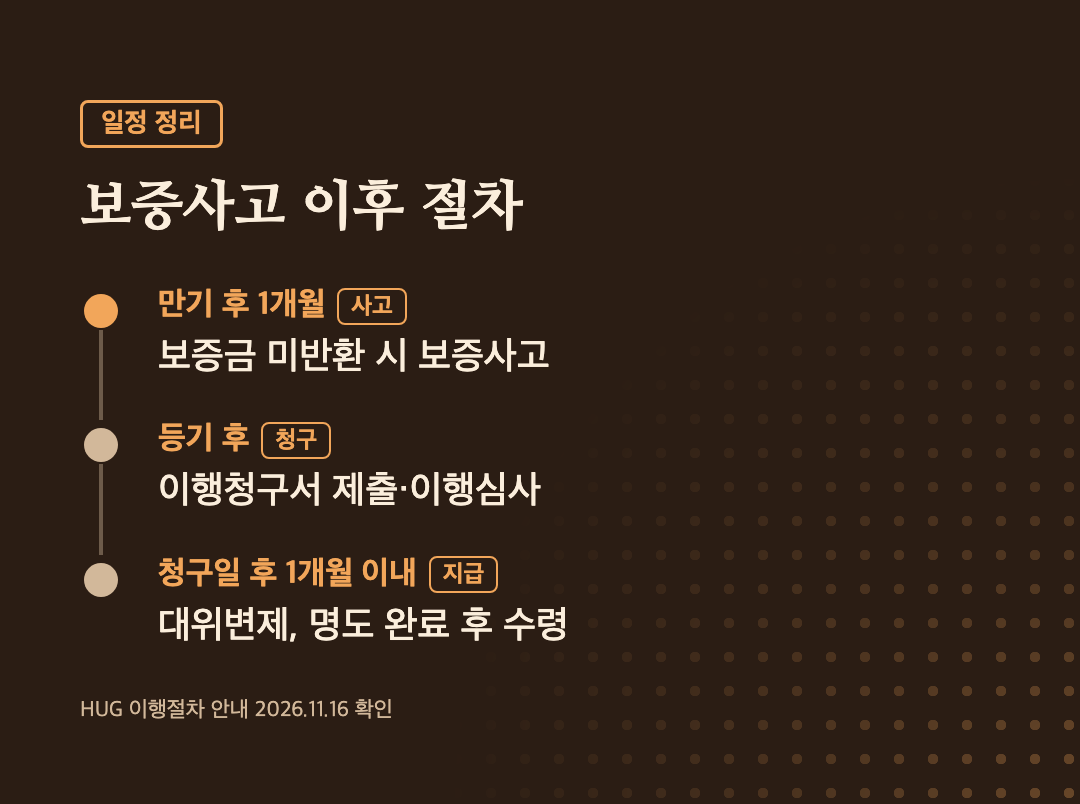 일정 정리
보증사고 이후 절차
만기 후 1개월 사고
보증금 미반환 시 보증사고
등기 후 청구
이행청구서 제출·이행심사
청구일 후 1개월 이내 지급
대위변제, 명도 완료 후 수령
HUG 이행절차 안내 2026.11.16 확인